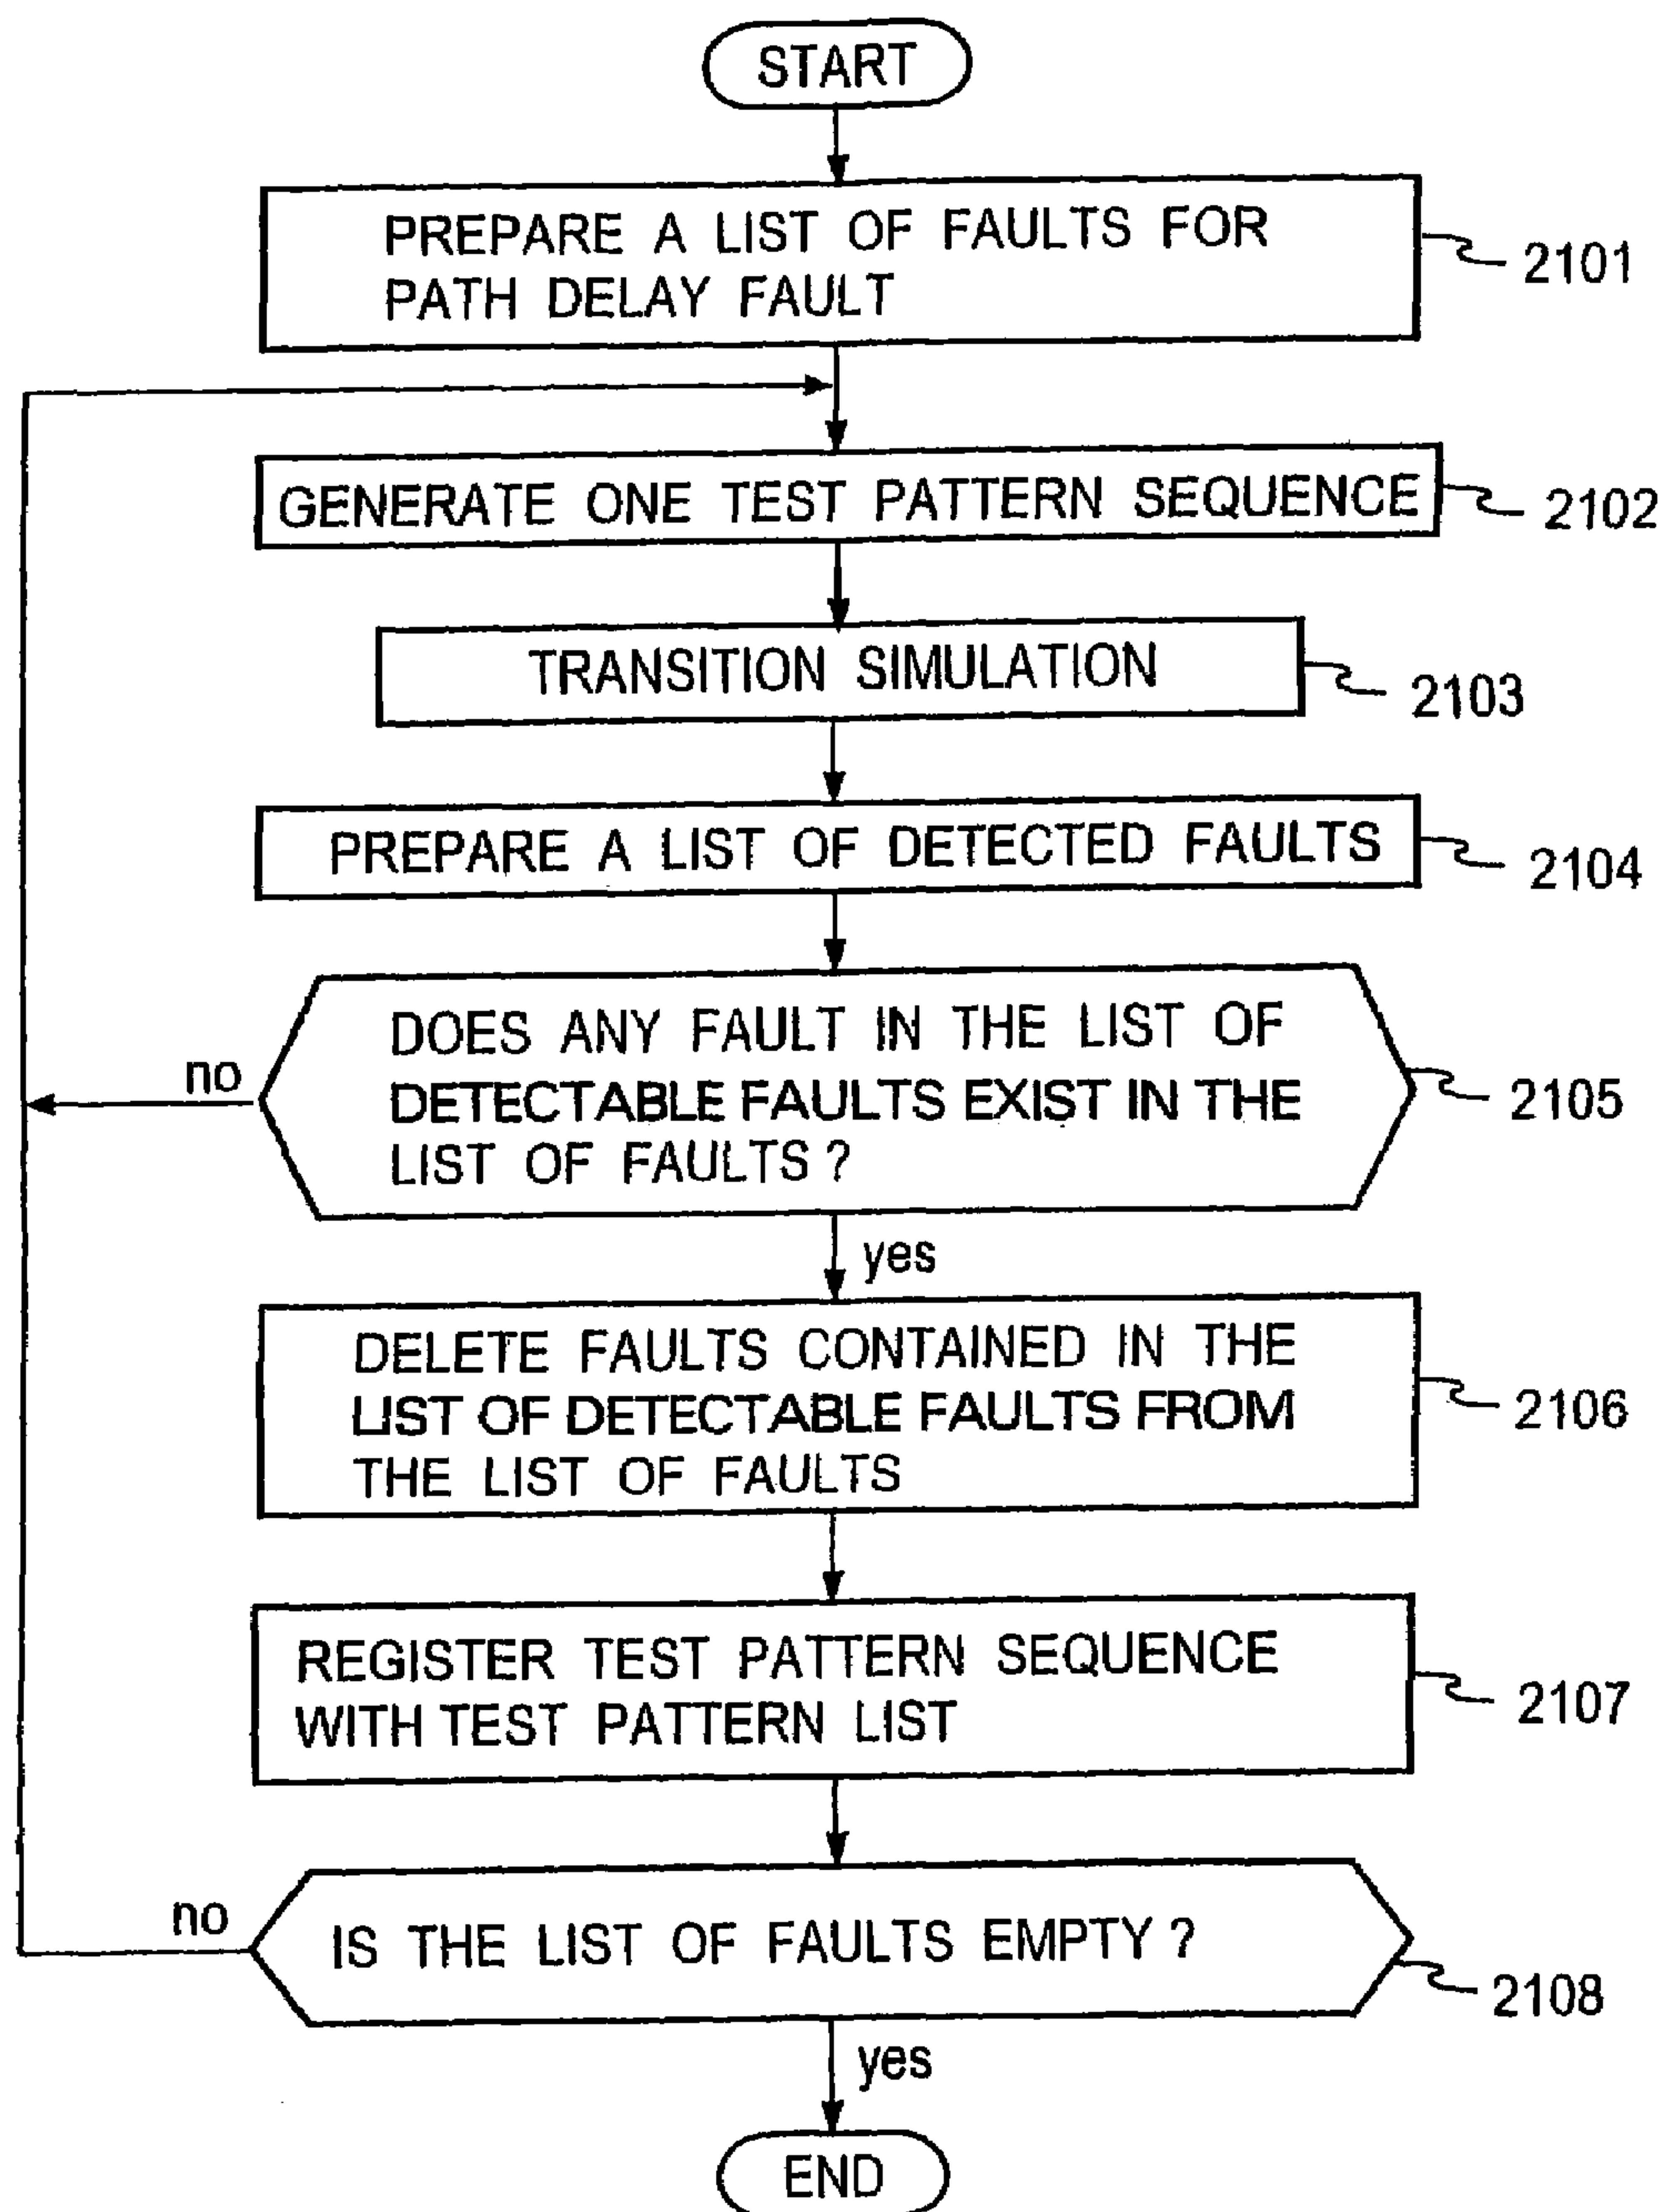 START
PREPARE A LIST OF FAULTS FOR
PATH DELAY FAULT
2101
GENERATE ONE TEST PATTERN SEQUENCE
2102
TRANSITION SIMULATION
2103
PREPARE A LIST OF DETECTED FAULTS
2104
DOES ANY FAULT IN THE LIST OF
DETECTABLE FAULTS EXIST IN THE
LIST OF FAULTS ?
2105
no
yes
DELETE FAULTS CONTAINED IN THE
LIST OF DETECTABLE FAULTS FROM
THE LIST OF FAULTS
2106
REGISTER TEST PATTERN SEQUENCE
WITH TEST PATTERN LIST
2107
no
IS THE LIST OF FAULTS EMPTY ?
2108
yes
END